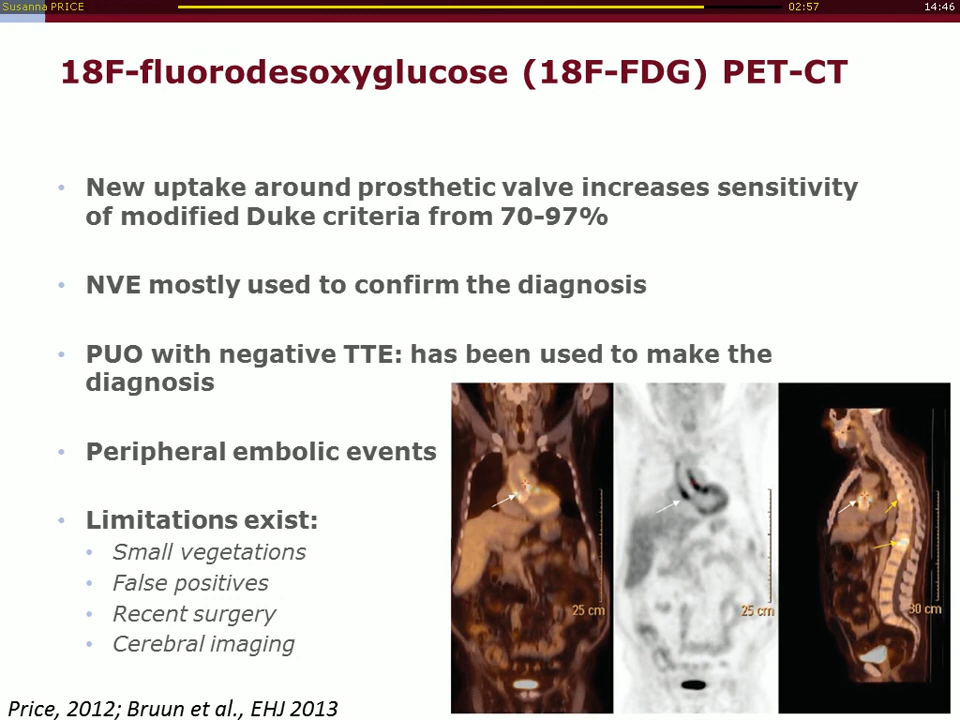 Susanna PRICE 02:57 14:46
18F-fluorodesoxyglucose (18F-FDG) PET-CT
• New uptake around prosthetic valve increases sensitivity
of modified Duke criteria from 70-97%
• NVE mostly used to confirm the diagnosis
• PUO with negative TTE: has been used to make the
diagnosis
• Peripheral embolic events
• Limitations exist:
• Small vegetations
• False positives
• Recent surgery
• Cerebral imaging
25 cm
25 cm
30 cm
Price, 2012; Bruun et al., EHJ 2013